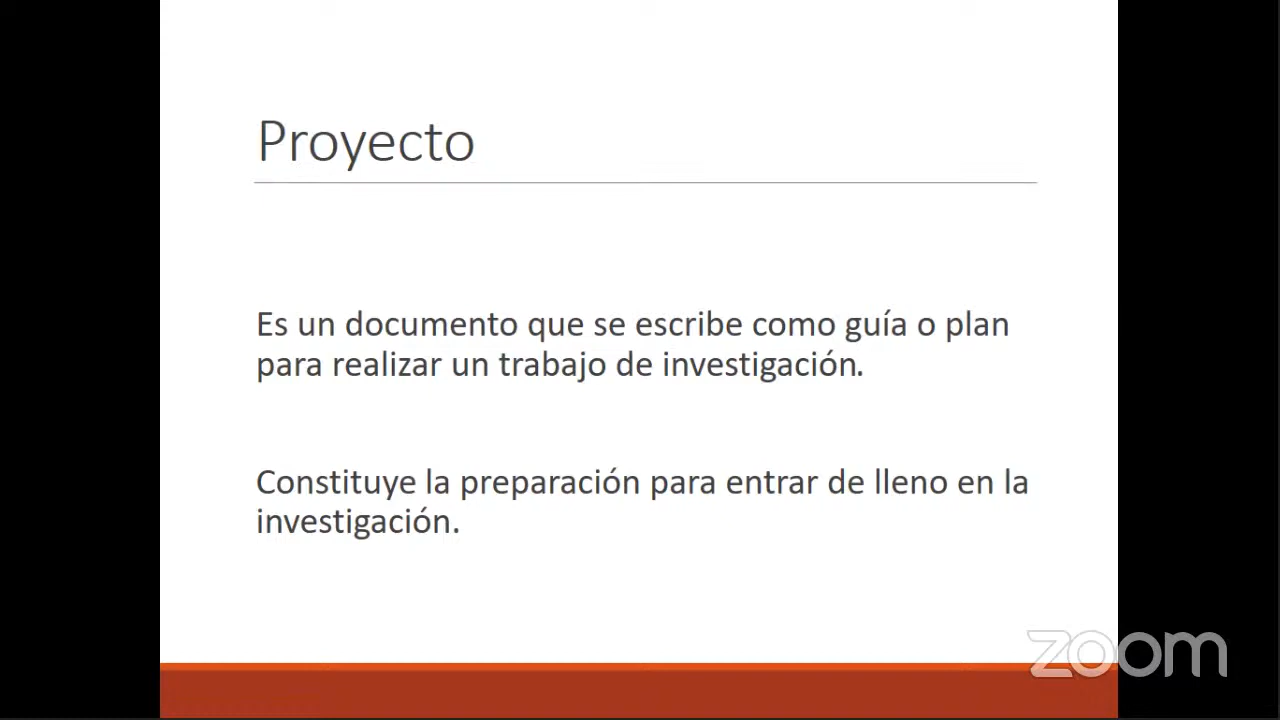 Proyecto
Es un documento que se escribe como guía o plan
para realizar un trabajo de investigación.
Constituye la preparación para entrar de lleno en la
investigación.
zoom